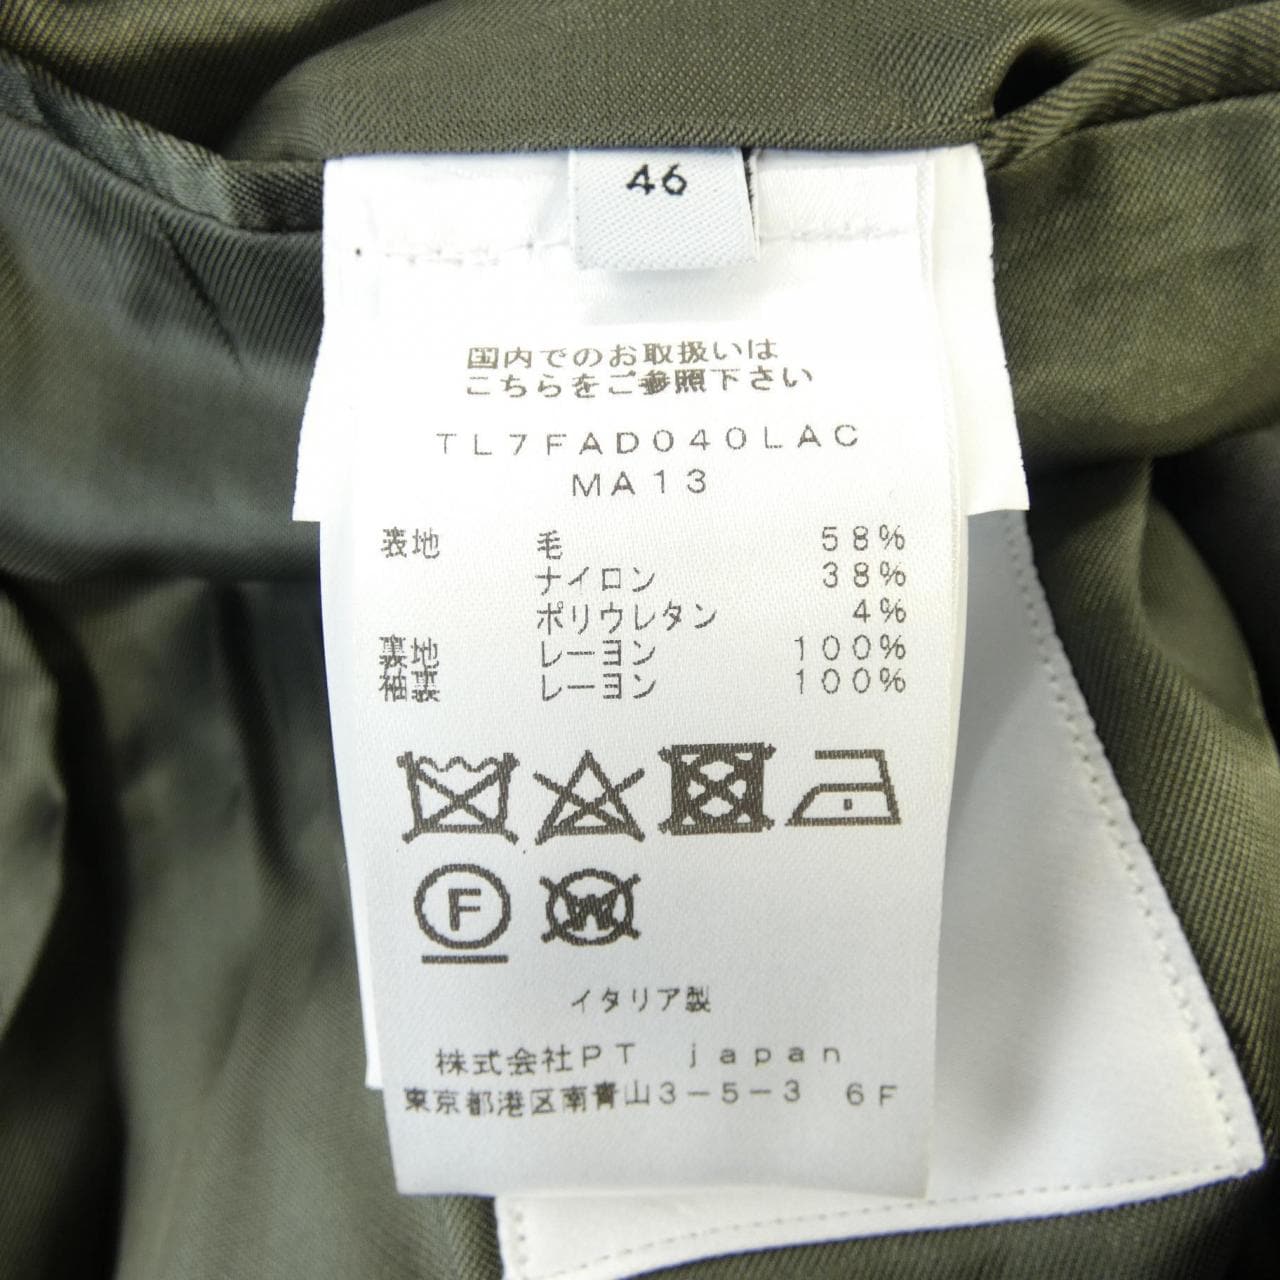 46
国内でのお取扱いは
こちらをご参照下さい
TL7FAD040LAC
MA13
表地 毛 58%
ナイロン 38%
ポリウレタン 4%
裏地 レーヨン 100%
袖裏 レーヨン 100%
F
W
イタリア製
株式会社PT japan
東京都港区南青山3-5-3 6F